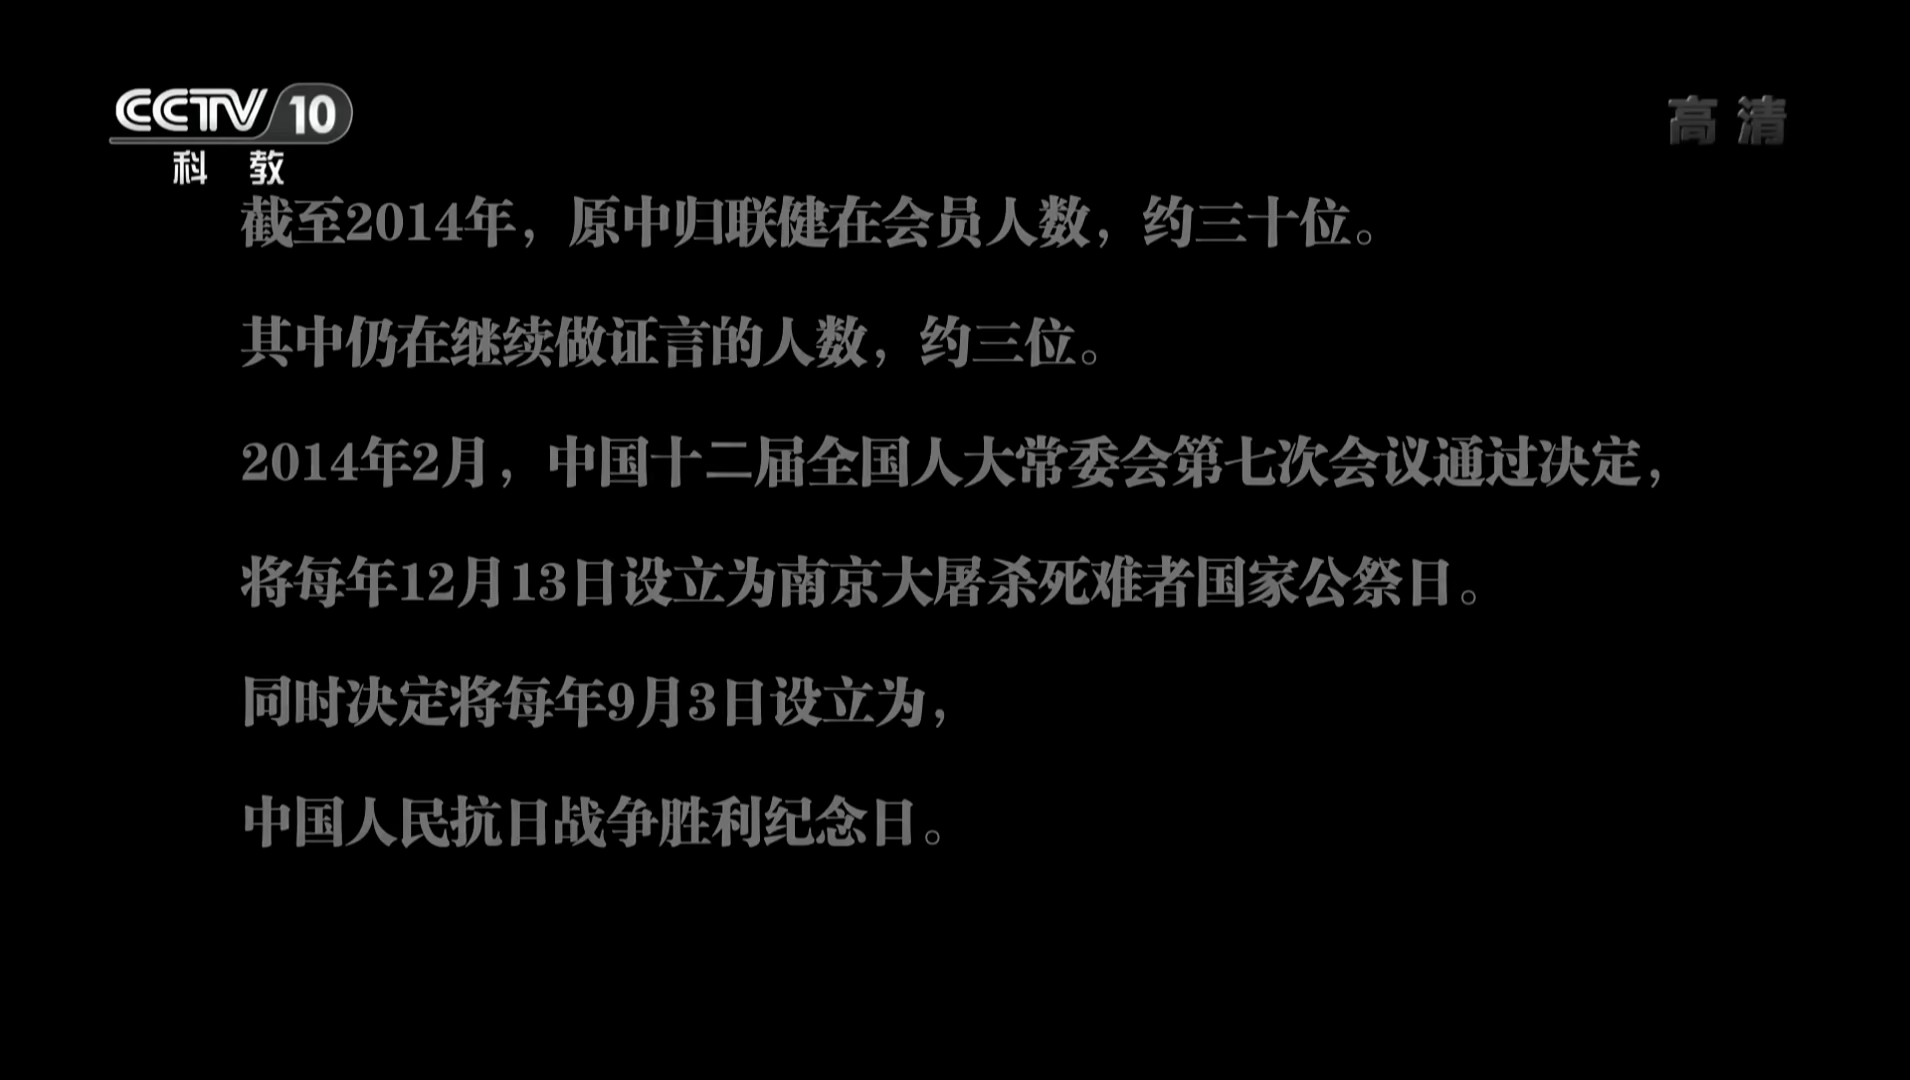 CCTV 10
科教
高清
截至2014年，原中归联健在会员人数，约三十位。
其中仍在继续做证言的人数，约三位。
2014年2月，中国十二届全国人大常委会第七次会议通过决定，
将每年12月13日设立为南京大屠杀死难者国家公祭日。
同时决定将每年9月3日设立为，
中国人民抗日战争胜利纪念日。